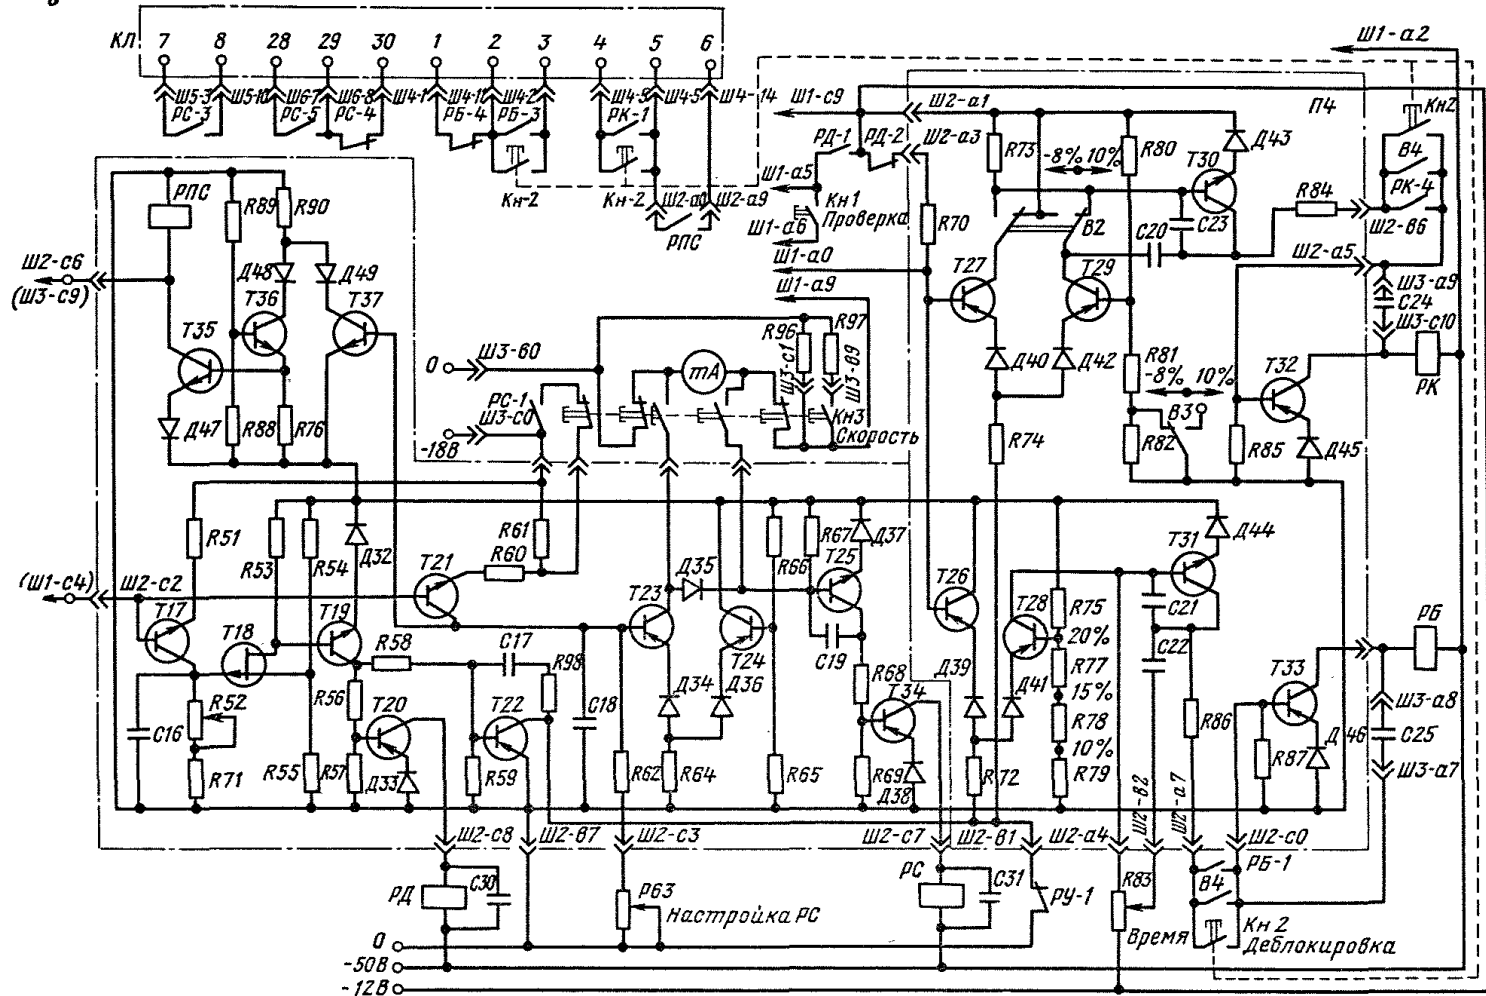 КЛ 7 8 28 29 30 1 2 3 4 5 6
Ш5-3 Ш5-10 Ш6-7 Ш6-8 Ш4-1 Ш4-11 Ш4-2 Ш4-5 Ш4-5 Ш4-14
РС-3 РС-5 РС-4 РБ-4 РБ-3 РК-1
Кн-2 Кн-2 Ш2-а9
РПС
Ш1-а2
Ш1-с9 Ш2-а1 П4
РД-1 РД-2 Ш2-а3
Ш1-а5
Кн1
Проверка
Ш1-а6
Ш1-а0
Ш1-а9
R73 -8% 10% R80 Т30 Д43
Кн2
В4
РК-4
R84 Ш2-в6
R70 В2 С20 С23
Ш2-а5
Ш3-а9
С24
Ш3-с10
Т27 Т29
Д40 Д42
R81
-8% 10%
В3
R82
R74
Т32
РК
R85 Д45
РПС R89 R90
Ш2-с6
(Ш3-с9)
Д48 Д49
Т36 Т37
Т35
Д47 R88 R76
0 Ш3-60
РС-1
Ш3-с0
-18В
mA
R96 R97
Ш3-с1 Ш3-в9
Кн3
Скорость
R51 R53 R54 Д32
R61
R60
Т21
(Ш1-с4) Ш2-с2
Т17 Т18 Т19
R58 С17 R98
R52 R56 Т20 Т22
С16 R71 R55 R57 Д33 R59
С18
Т23 Д35 Т24
Д34 Д36
R62 R64 R65
R66 R67 Т25 Д37
С19 R68
Т34
R69 Д38
Т26 Т28
Д39 Д41
R72
R75
20%
R77
15%
R78
10%
R79
Т31 Д44
С21
С22
R86
Т33
R87 Д46
РБ
Ш3-а8
С25
Ш3-а7
Ш2-с8 Ш2-в7 Ш2-с3 Ш2-с7 Ш2-в1 Ш2-а4 Ш2-в2 Ш2-а7 Ш2-с0
РБ-1
РД С30
Р63
Настройка РС
РС С31
РУ-1
R83
Время
В4
Кн2
Деблокировка
0
-50В
-12В